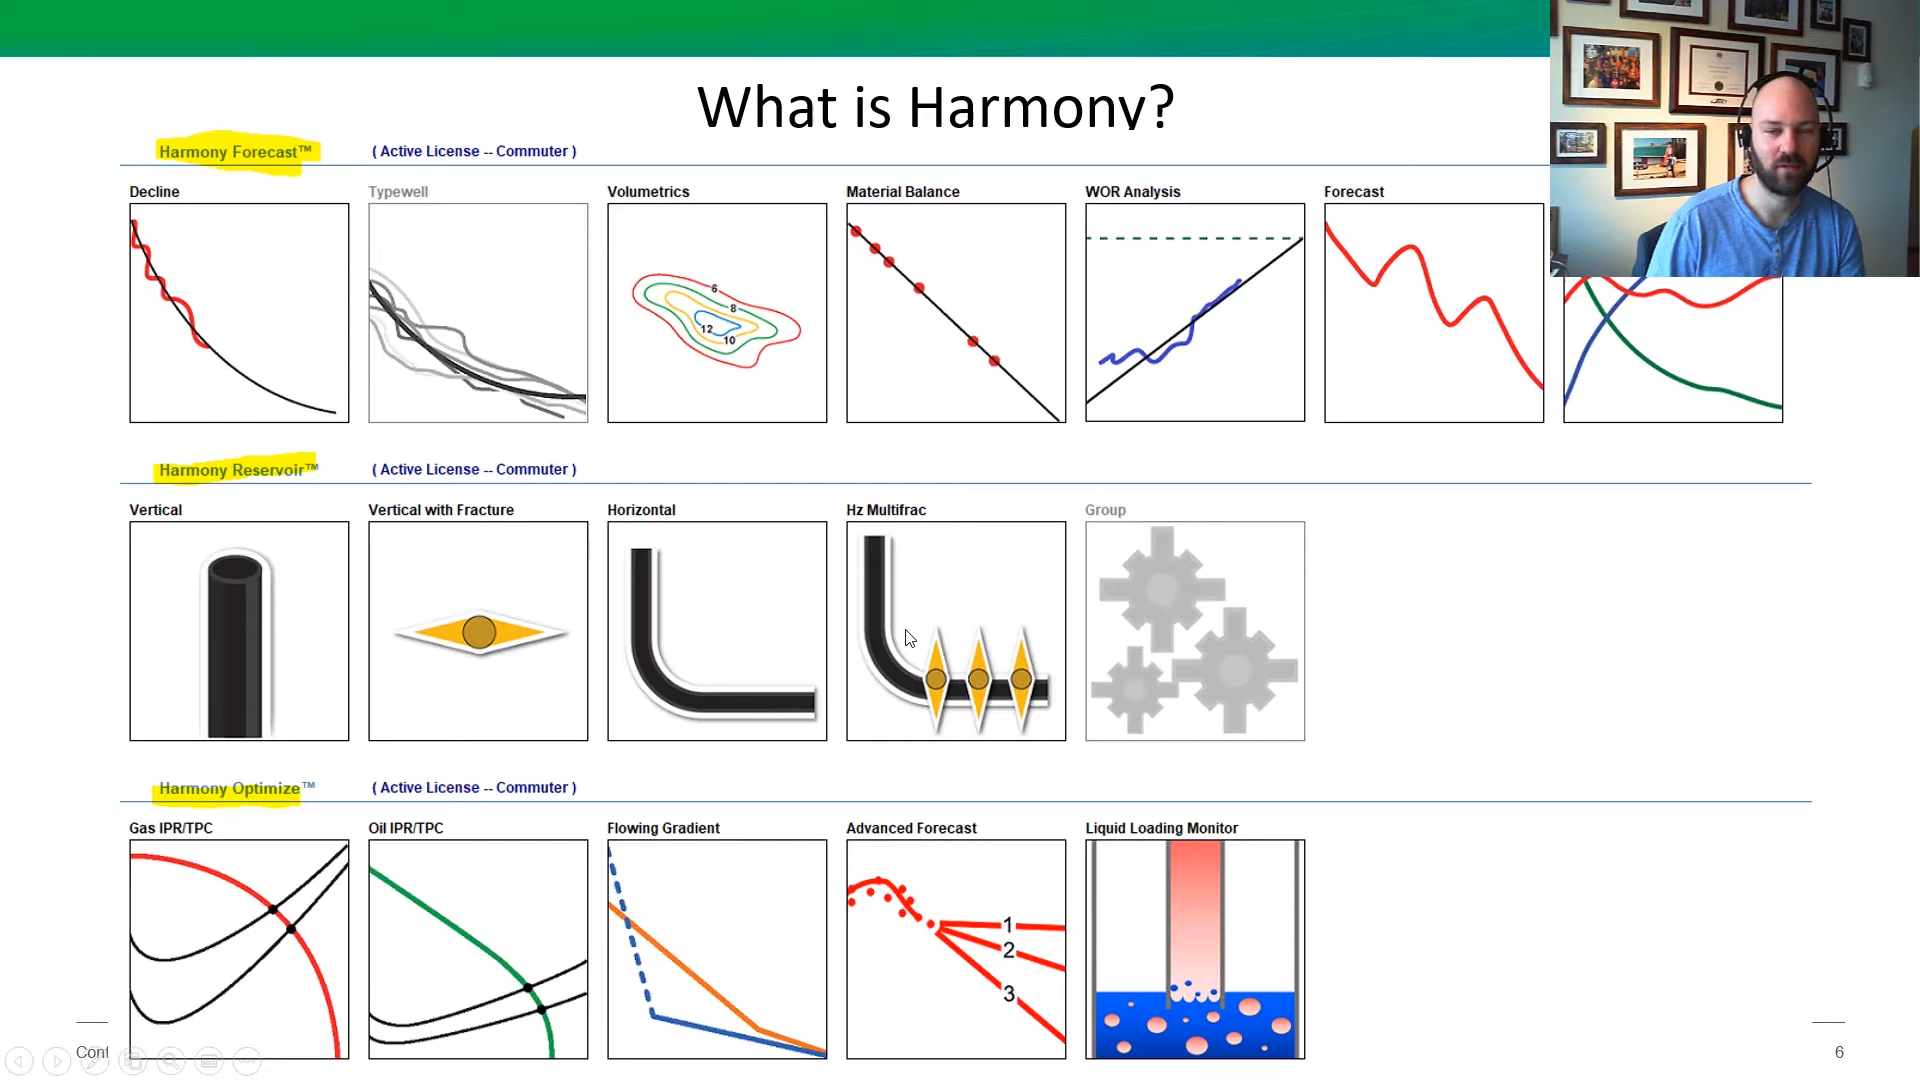 What is Harmony?
Harmony Forecast™ ( Active License -- Commuter )
Decline Typewell Volumetrics Material Balance WOR Analysis Forecast
6
8
12
10
Harmony Reservoir™ ( Active License -- Commuter )
Vertical Vertical with Fracture Horizontal Hz Multifrac Group
Harmony Optimize™ ( Active License -- Commuter )
Gas IPR/TPC Oil IPR/TPC Flowing Gradient Advanced Forecast Liquid Loading Monitor
1
2
3
6